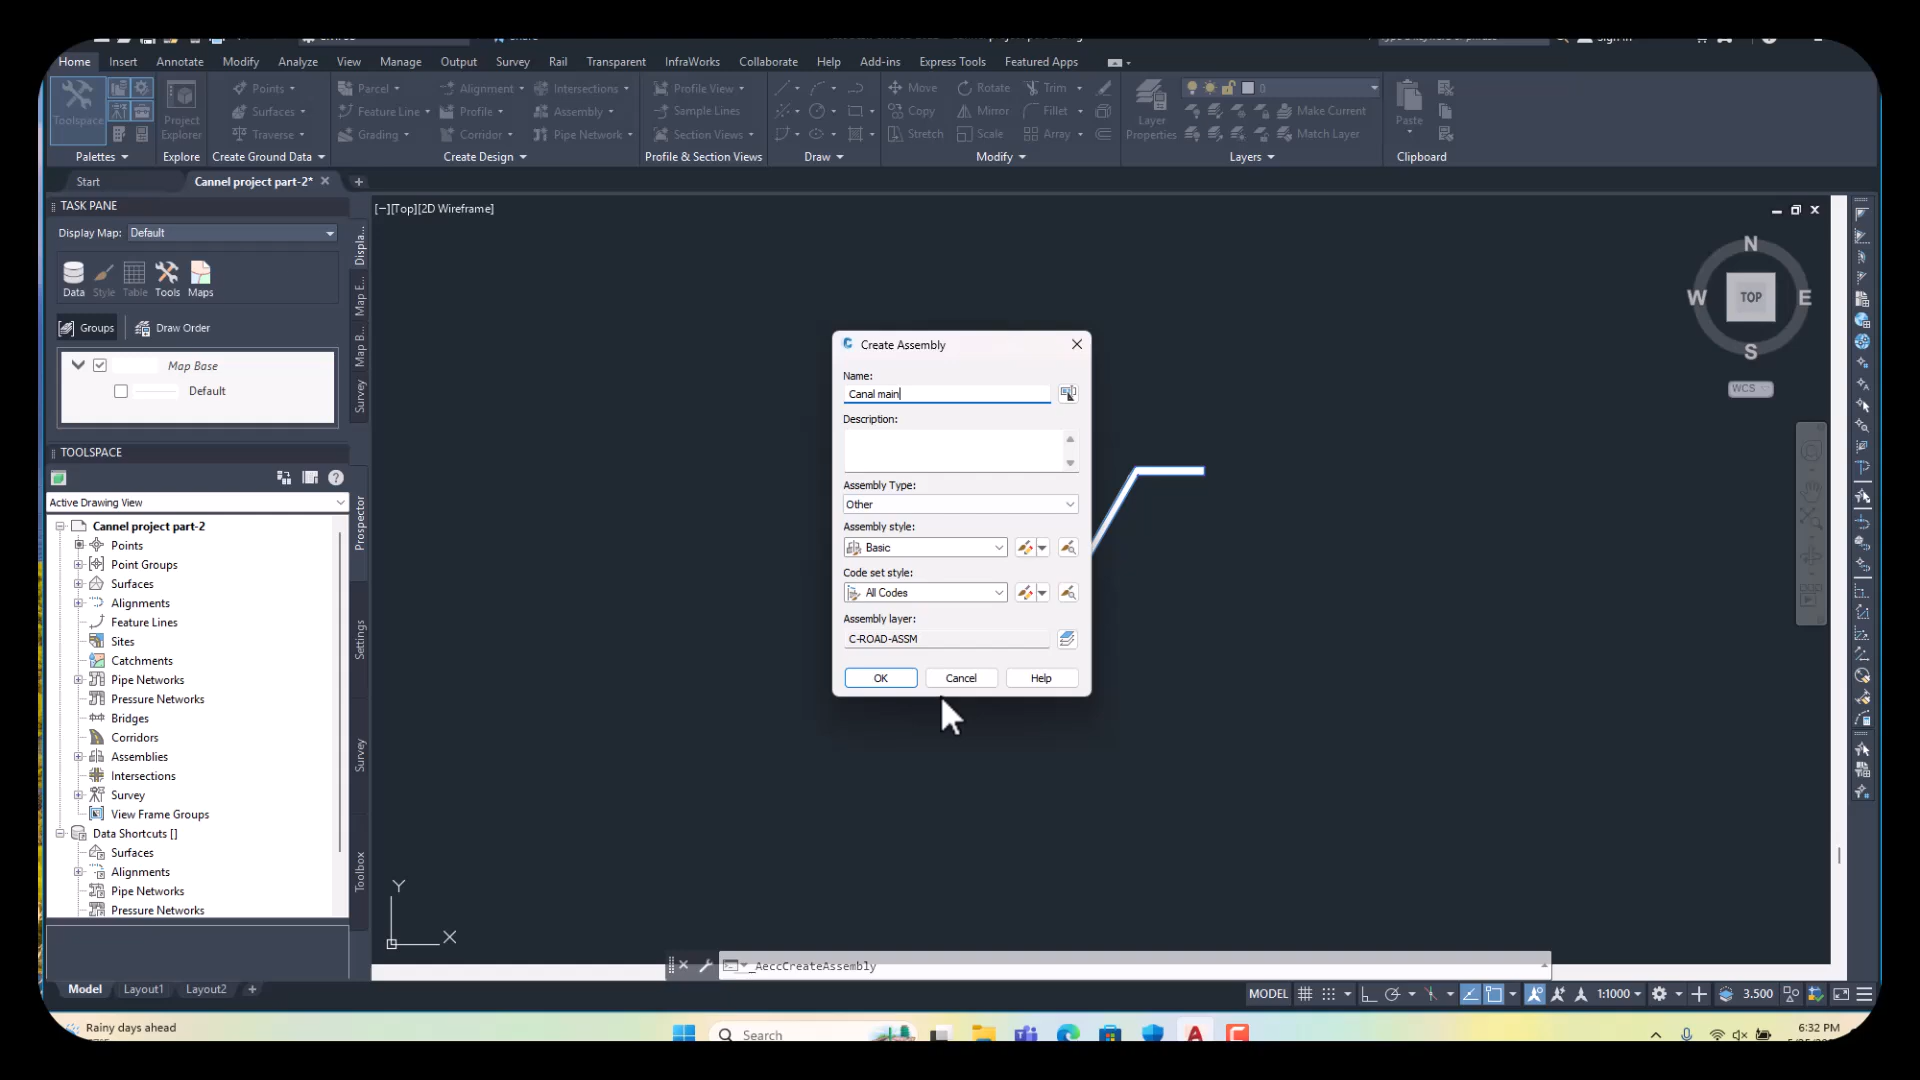 Home Insert Annotate Modify Analyze View Manage Output Survey Rail Transparent InfraWorks Collaborate Help Add-ins Express Tools Featured Apps
Toolspace
Project
Explorer
Points
Surfaces
Traverse
Parcel
Feature Line
Grading
Alignment
Profile
Corridor
Intersections
Assembly
Pipe Network
Profile View
Sample Lines
Section Views
Move
Copy
Stretch
Rotate
Mirror
Scale
Trim
Fillet
Array
Layer
Properties
0
Make Current
Match Layer
Paste
Palettes Explore Create Ground Data Create Design Profile & Section Views Draw Modify Layers Clipboard
Start Cannel project part-2*
TASK PANE
Display Map: Default
Data Style Table Tools Maps
Groups Draw Order
Map Base
Default
Displa...
Map E...
Map B...
Survey
TOOLSPACE
Active Drawing View
Cannel project part-2
Points
Point Groups
Surfaces
Alignments
Feature Lines
Sites
Catchments
Pipe Networks
Pressure Networks
Bridges
Corridors
Assemblies
Intersections
Survey
View Frame Groups
Data Shortcuts []
Surfaces
Alignments
Pipe Networks
Pressure Networks
Prospector
Settings
Survey
Toolbox
[−][Top][2D Wireframe]
N
W TOP E
S
WCS
Create Assembly
Name:
Canal main
Description:
Assembly Type:
Other
Assembly style:
Basic
Code set style:
All Codes
Assembly layer:
C-ROAD-ASSM
OK Cancel Help
Y
X
_AeccCreateAssembly
Model Layout1 Layout2
MODEL 1:1000 3.500
Rainy days ahead
Search
6:32 PM